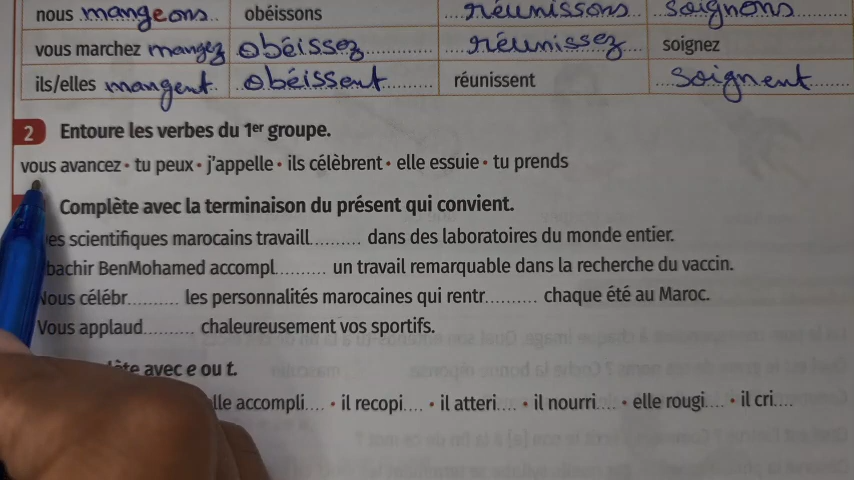 nous mangeons obéissons réunissons soignons
vous marchez mangez obéissez réunissez soignez
ils/elles mangent obéissent réunissent soignent
2 Entoure les verbes du 1er groupe.
vous avancez • tu peux • j'appelle • ils célèbrent • elle essuie • tu prends
Complète avec la terminaison du présent qui convient.
es scientifiques marocains travaill.......... dans des laboratoires du monde entier.
bachir BenMohamed accompl.......... un travail remarquable dans la recherche du vaccin.
Nous célébr.......... les personnalités marocaines qui rentr.......... chaque été au Maroc.
Vous applaud.......... chaleureusement vos sportifs.
ète avec e ou t.
lle accompli.... • il recopi.... • il atteri.... • il nourri.... • elle rougi.... • il cri....